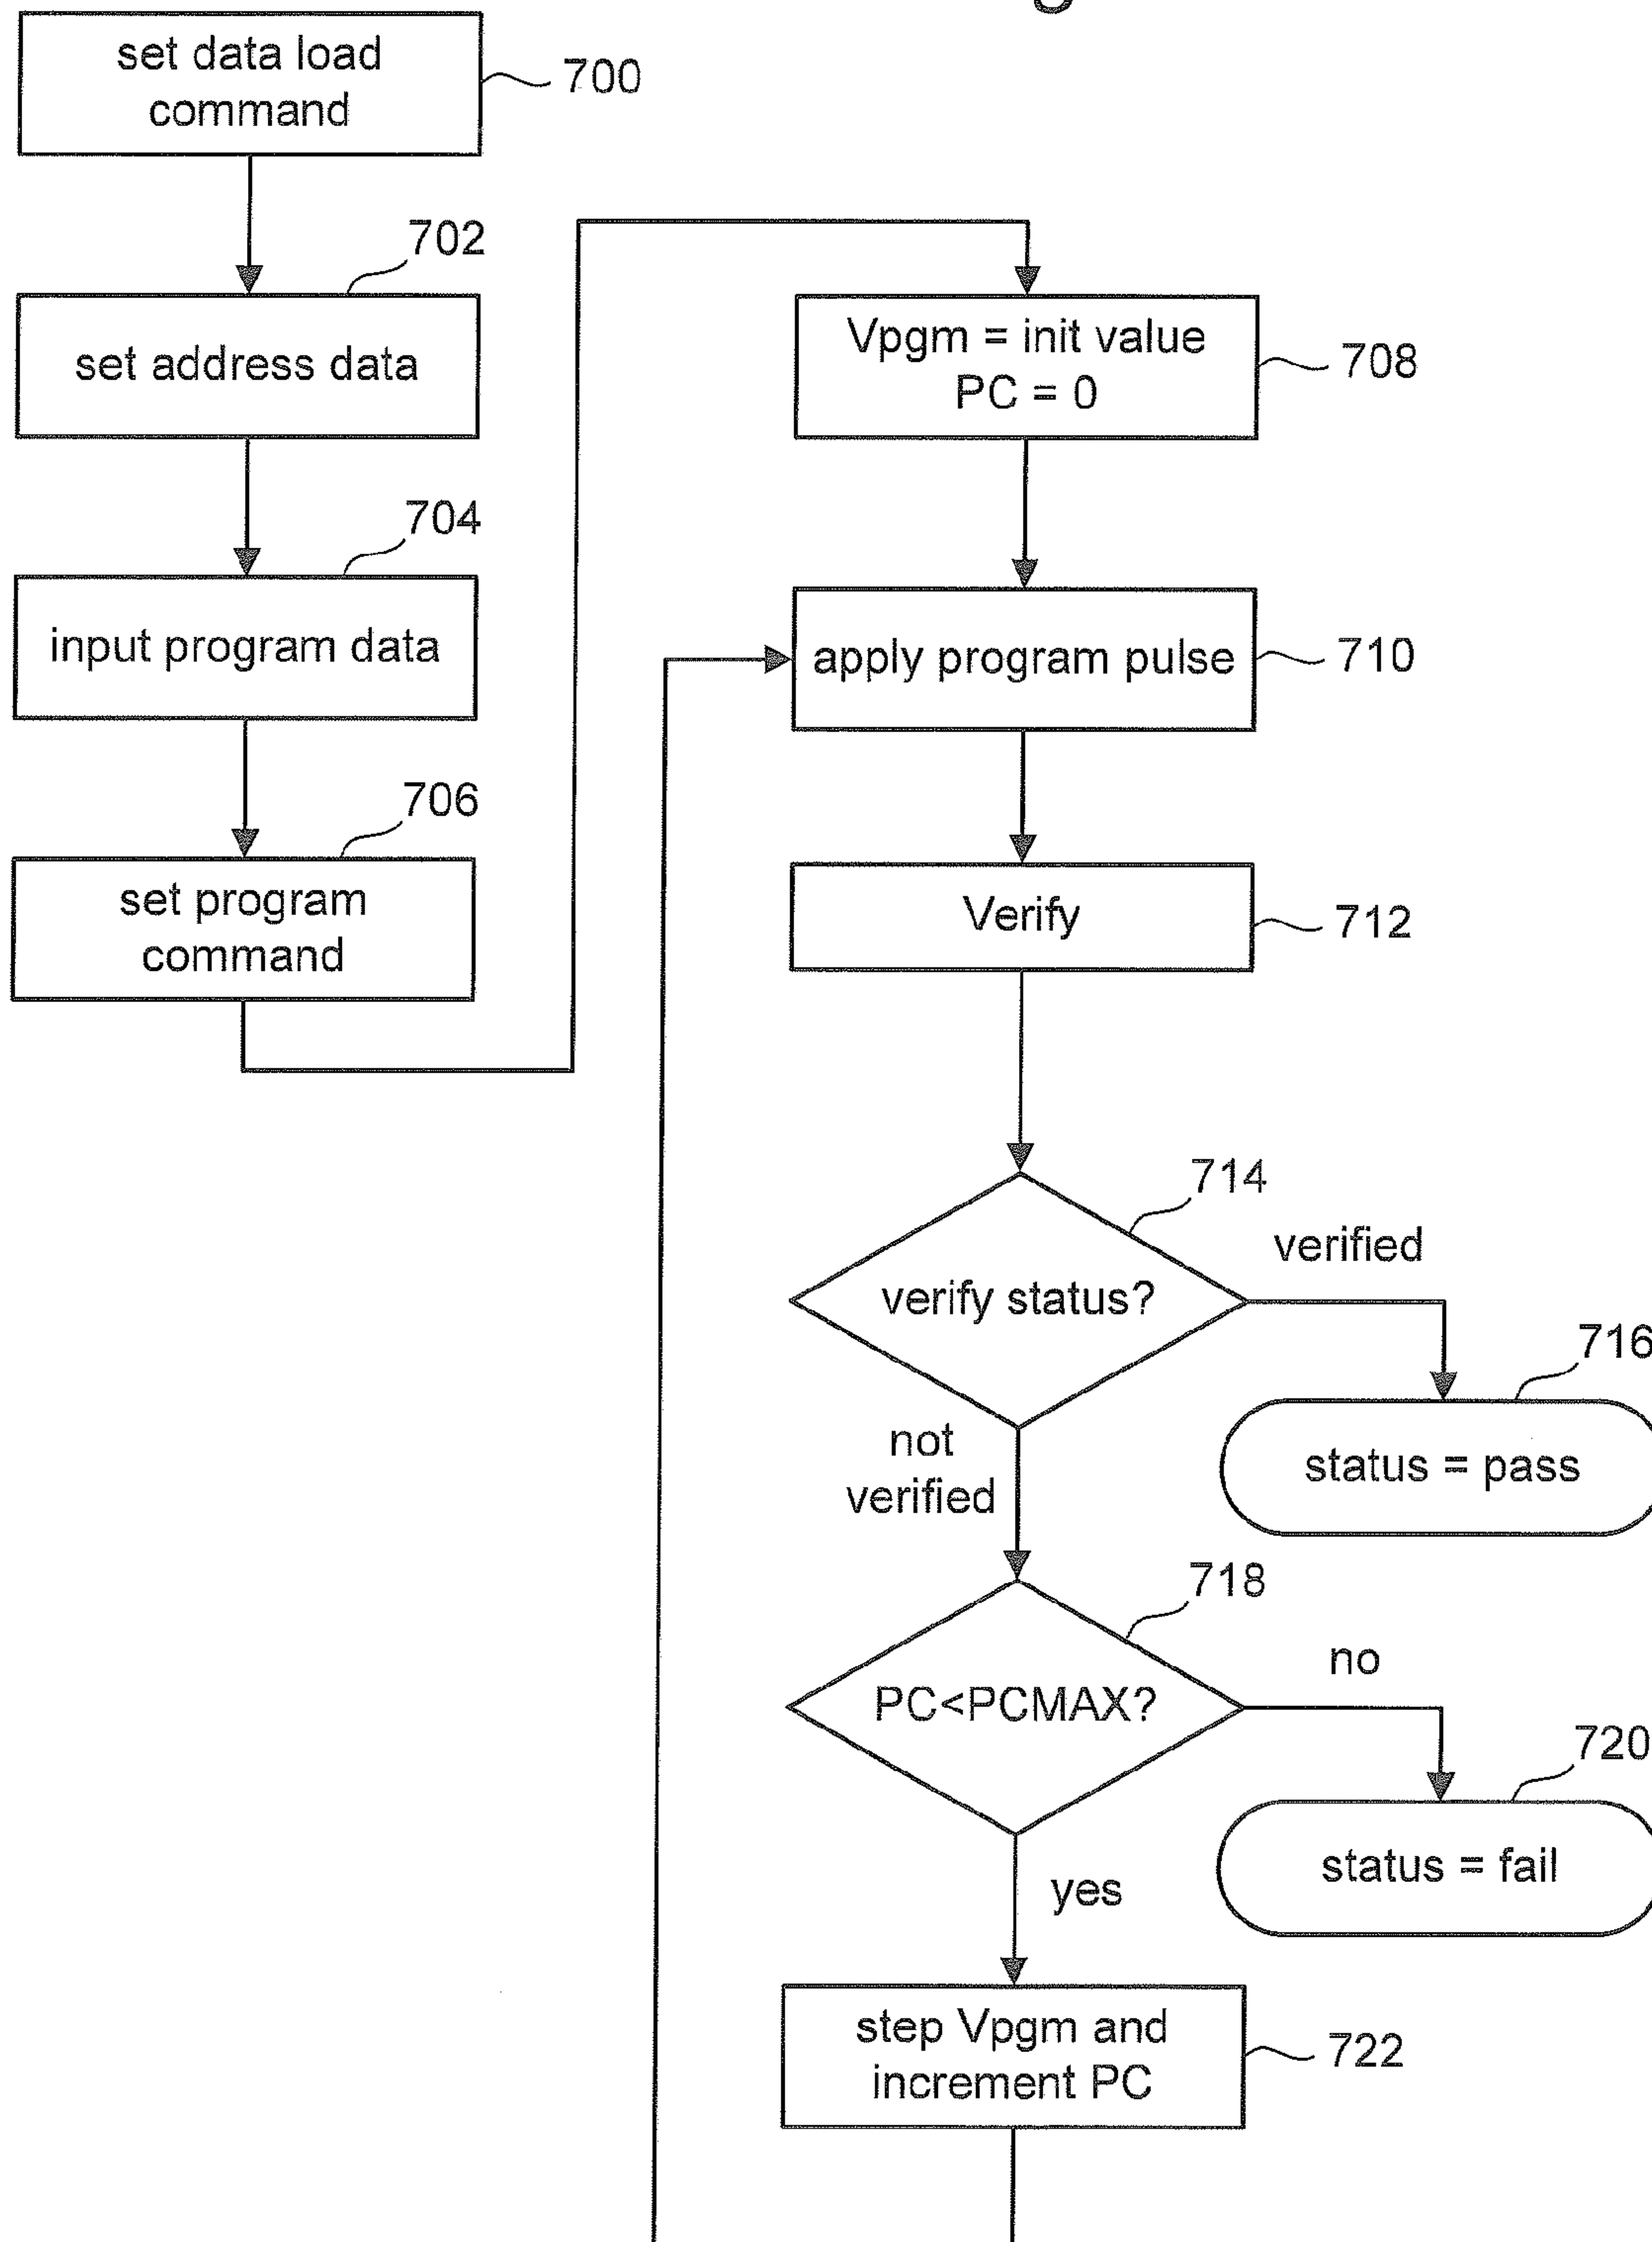 set data load
command
700
702
set address data
704
input program data
706
set program
command
Vpgm = init value
PC = 0
708
apply program pulse
710
Verify
712
714
verify status?
verified
716
status = pass
not
verified
718
PC<PCMAX?
no
720
status = fail
yes
step Vpgm and
increment PC
722